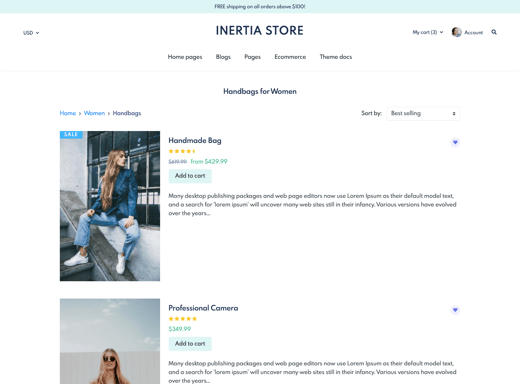 FREE shipping on all orders above $100!
USD
INERTIA STORE
My cart (3)
Account
Home pages
Blogs
Pages
Ecommerce
Theme docs
Handbags for Women
Home › Women › Handbags
Sort by:
Best selling
SALE
Handmade Bag
$619.99 from $429.99
Add to cart
Many desktop publishing packages and web page editors now use Lorem Ipsum as their default model text,
and a search for 'lorem ipsum' will uncover many web sites still in their infancy. Various versions have evolved
over the years...
Professional Camera
$349.99
Add to cart
Many desktop publishing packages and web page editors now use Lorem Ipsum as their default model text,
and a search for 'lorem ipsum' will uncover many web sites still in their infancy. Various versions have evolved
over the years...